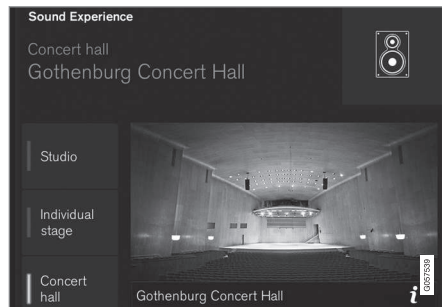 Sound Experience
Concert hall
Gothenburg Concert Hall
Studio
Individual
stage
Concert
hall
Gothenburg Concert Hall
i
G057539